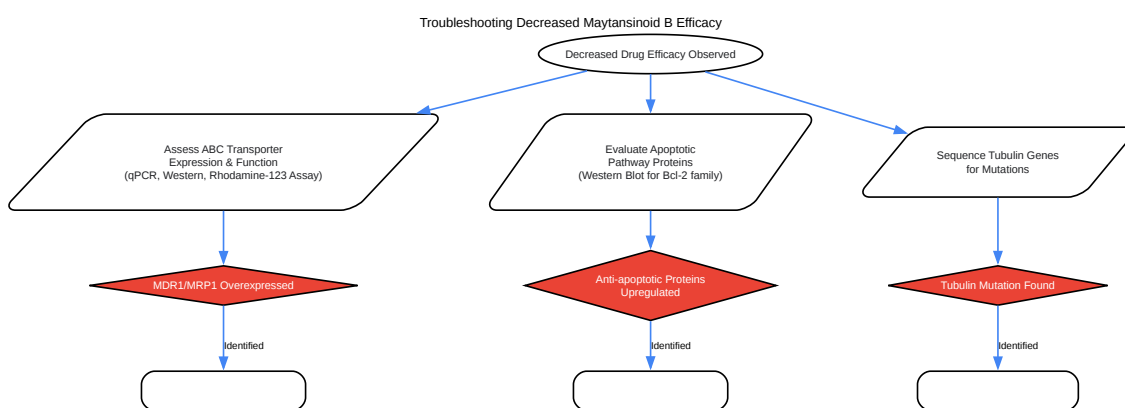 Troubleshooting Decreased Maytansinoid B Efficacy
Decreased Drug Efficacy Observed
Assess ABC Transporter
Expression & Function
(qPCR, Western, Rhodamine-123 Assay)
Evaluate Apoptotic
Pathway Proteins
(Western Blot for Bcl-2 family)
Sequence Tubulin Genes
for Mutations
MDR1/MRP1 Overexpressed
Anti-apoptotic Proteins
Upregulated
Tubulin Mutation Found
Identified
Identified
Identified